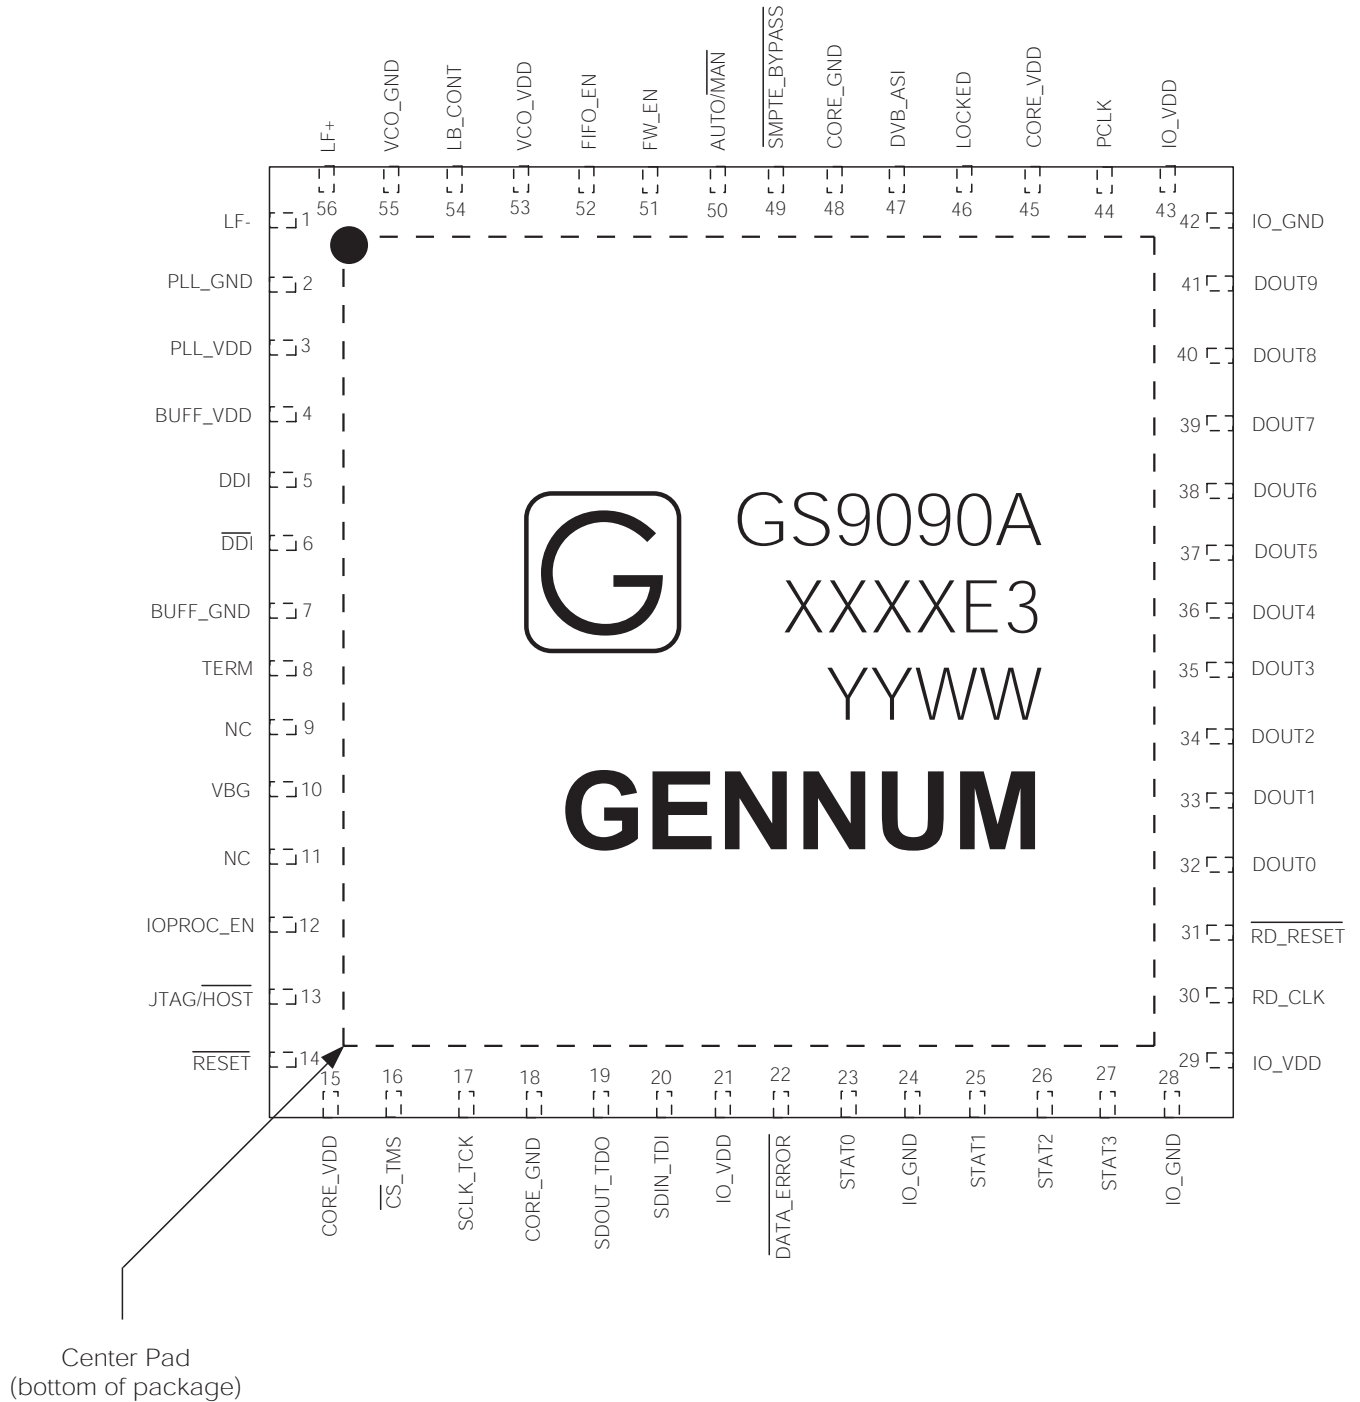 LF+
VCO_GND
LB_CONT
VCO_VDD
FIFO_EN
FW_EN
AUTO/MAN
SMPTE_BYPASS
CORE_GND
DVB_ASI
LOCKED
CORE_VDD
PCLK
IO_VDD
56 55 54 53 52 51 50 49 48 47 46 45 44 43
LF- 1
PLL_GND 2
PLL_VDD 3
BUFF_VDD 4
DDI 5
DDI 6
BUFF_GND 7
TERM 8
NC 9
VBG 10
NC 11
IOPROC_EN 12
JTAG/HOST 13
RESET 14
G
GS9090A
XXXXE3
YYWW
GENNUM
42 IO_GND
41 DOUT9
40 DOUT8
39 DOUT7
38 DOUT6
37 DOUT5
36 DOUT4
35 DOUT3
34 DOUT2
33 DOUT1
32 DOUT0
31 RD_RESET
30 RD_CLK
29 IO_VDD
15 16 17 18 19 20 21 22 23 24 25 26 27 28
CORE_VDD
CS_TMS
SCLK_TCK
CORE_GND
SDOUT_TDO
SDIN_TDI
IO_VDD
DATA_ERROR
STAT0
IO_GND
STAT1
STAT2
STAT3
IO_GND
Center Pad
(bottom of package)